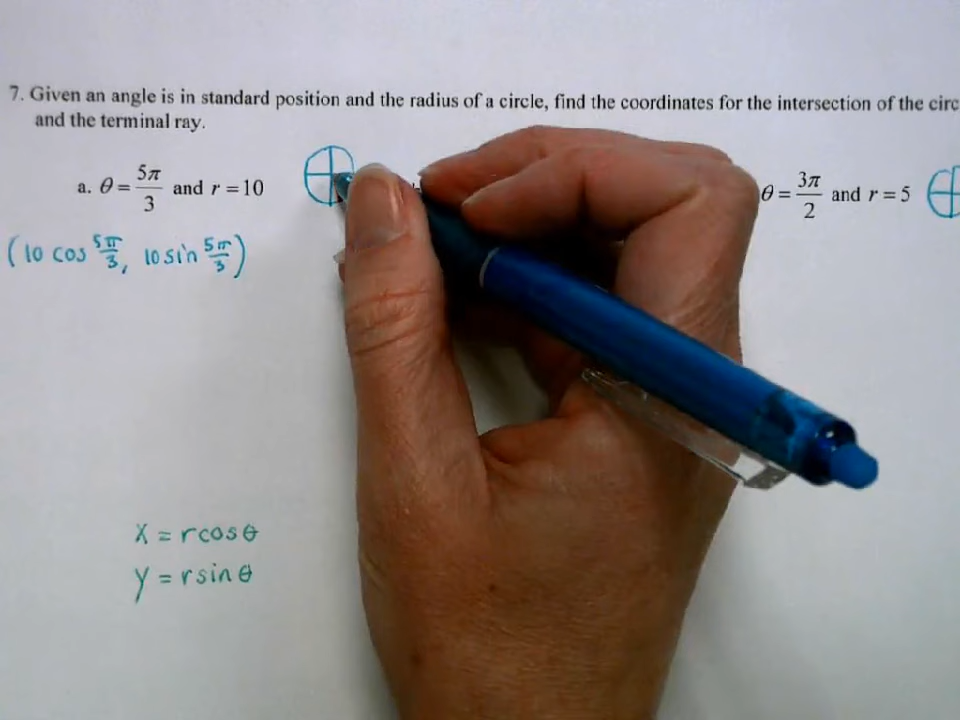 7. Given an angle is in standard position and the radius of a circle, find the coordinates for the intersection of the circ
and the terminal ray.
a. θ = 5π/3 and r = 10
θ = 3π/2 and r = 5
(10 cos 5π/3, 10 sin 5π/3)
x = r cos θ
y = r sin θ